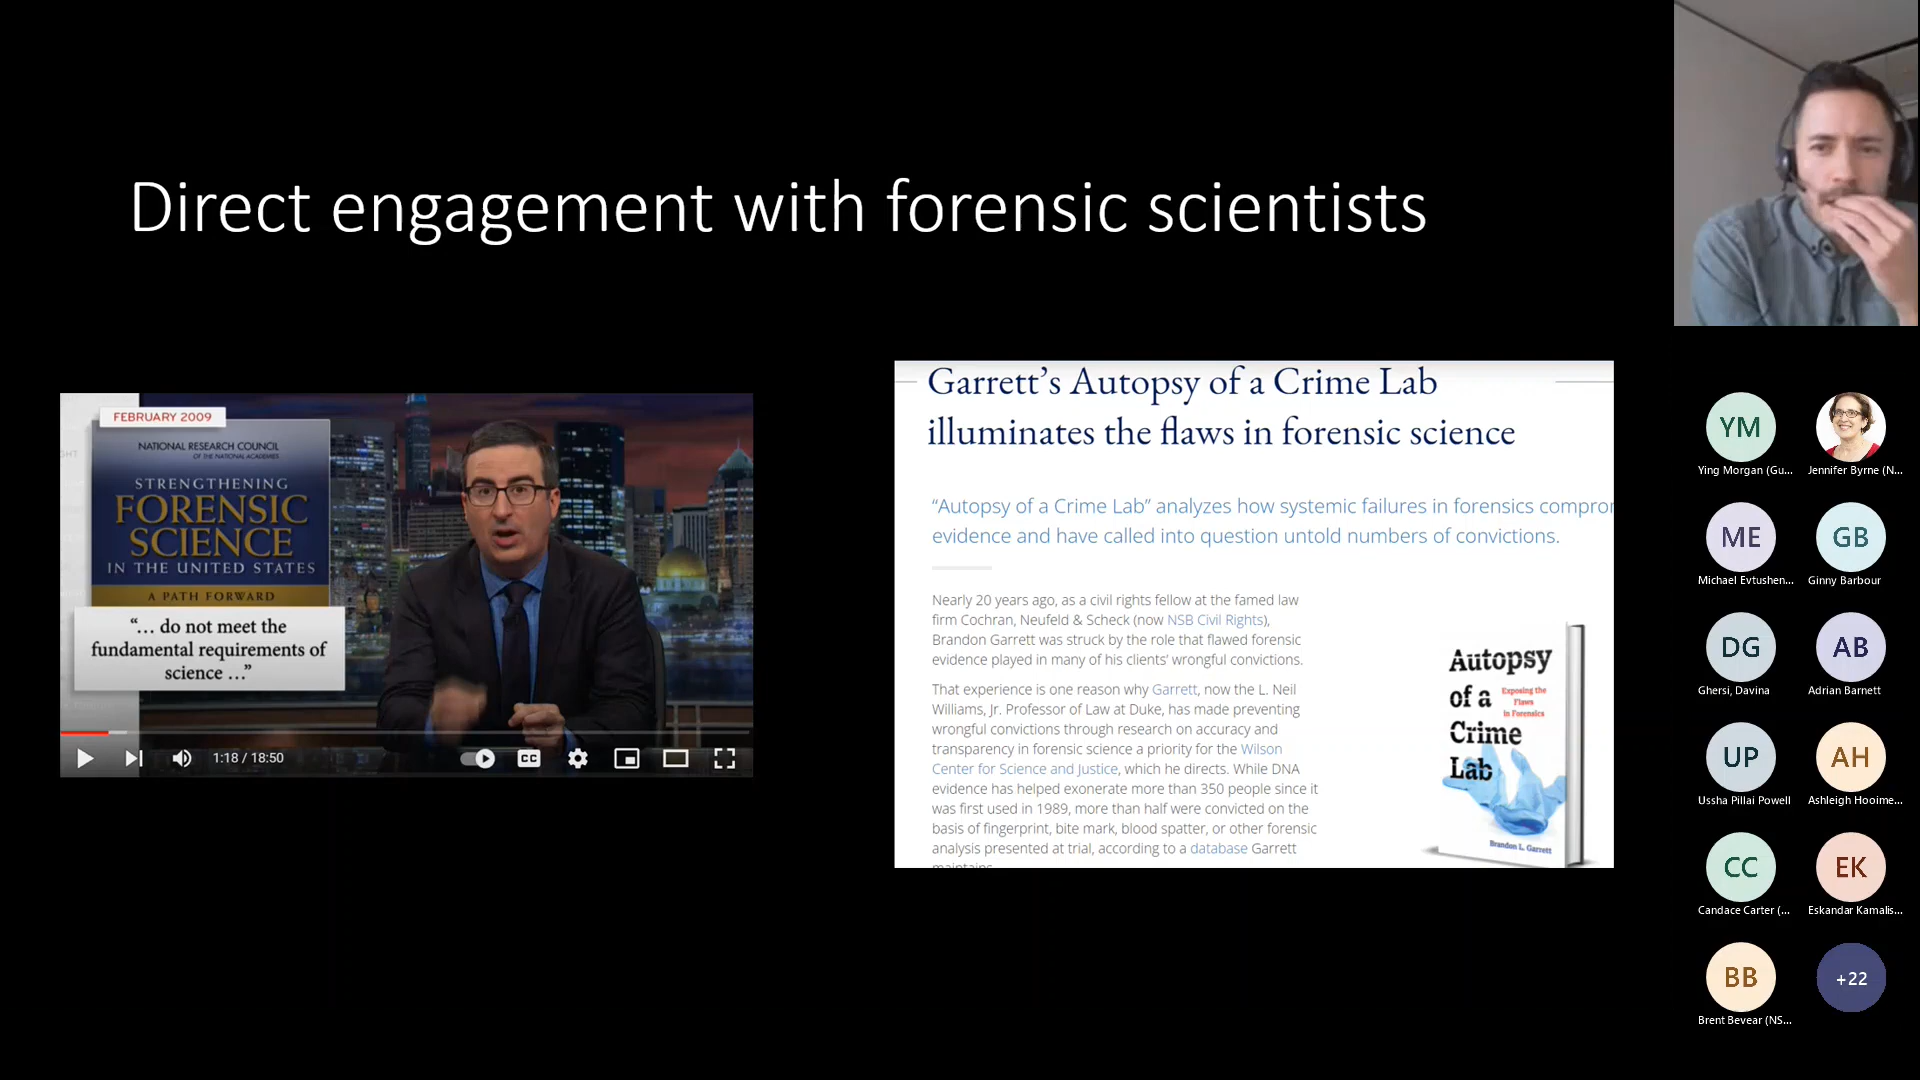 Direct engagement with forensic scientists
FEBRUARY 2009
NATIONAL RESEARCH COUNCIL
OF THE NATIONAL ACADEMIES
STRENGTHENING
FORENSIC
SCIENCE
IN THE UNITED STATES
A PATH FORWARD
“… do not meet the
fundamental requirements of
science …”
1:18 / 18:50
CC
Garrett’s Autopsy of a Crime Lab
illuminates the flaws in forensic science
“Autopsy of a Crime Lab” analyzes how systemic failures in forensics compror
evidence and have called into question untold numbers of convictions.
Nearly 20 years ago, as a civil rights fellow at the famed law
firm Cochran, Neufeld & Scheck (now NSB Civil Rights),
Brandon Garrett was struck by the role that flawed forensic
evidence played in many of his clients’ wrongful convictions.
That experience is one reason why Garrett, now the L. Neil
Williams, Jr. Professor of Law at Duke, has made preventing
wrongful convictions through research on accuracy and
transparency in forensic science a priority for the Wilson
Center for Science and Justice, which he directs. While DNA
evidence has helped exonerate more than 350 people since it
was first used in 1989, more than half were convicted on the
basis of fingerprint, bite mark, blood spatter, or other forensic
analysis presented at trial, according to a database Garrett
maintains.
Autopsy
of a
Crime
Lab
Exposing the
Flaws
in Forensics
Brandon L. Garrett
YM
Ying Morgan (Gu...
Jennifer Byrne (N...
ME
Michael Evtushen...
GB
Ginny Barbour
DG
Ghersi, Davina
AB
Adrian Barnett
UP
Ussha Pillai Powell
AH
Ashleigh Hooime...
CC
Candace Carter (...
EK
Eskandar Kamalis...
BB
Brent Bevear (NS...
+22